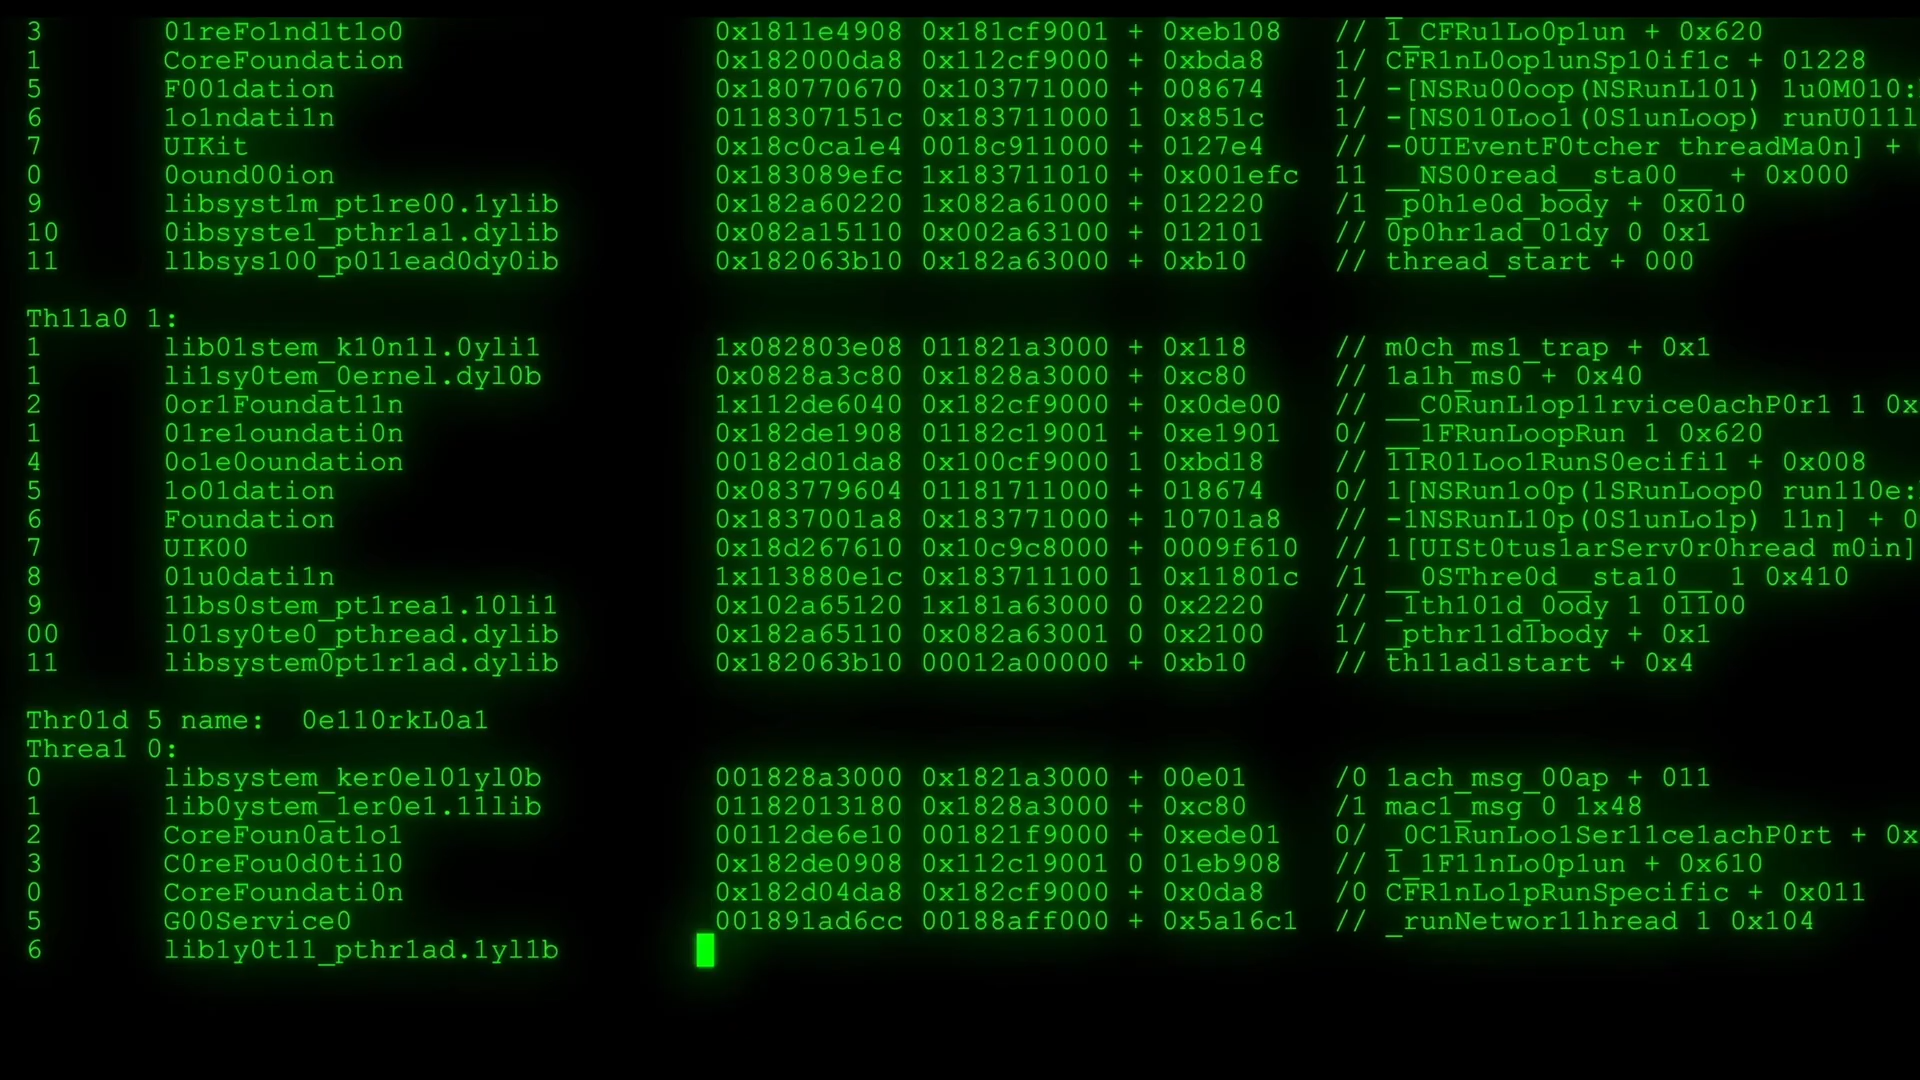 3 01reFo1nd1t1o0 0x1811e4908 0x181cf9001 + 0xeb108 // 1_CFRu1Lo0p1un + 0x620
1 CoreFoundation 0x182000da8 0x112cf9000 + 0xbda8 1/ CFR1nL0op1unSp10if1c + 01228
5 F001dation 0x180770670 0x103771000 + 008674 1/ -[NSRu00oop(NSRunL101) 1u0M010:
6 1o1ndati1n 0118307151c 0x183711000 1 0x851c 1/ -[NS010Loo1(0S1unLoop) runU0111
7 UIKit 0x18c0ca1e4 0018c911000 + 0127e4 // -0UIEventF0tcher threadMa0n] +
0 0ound00ion 0x183089efc 1x183711010 + 0x001efc 11 __NS00read__sta00__ + 0x000
9 libsyst1m_pt1re00.1ylib 0x182a60220 1x082a61000 + 012220 /1 _p0h1e0d_body + 0x010
10 0ibsyste1_pthr1a1.dylib 0x082a15110 0x002a63100 + 012101 // 0p0hr1ad_01dy 0 0x1
11 11bsys100_p011ead0dy0ib 0x182063b10 0x182a63000 + 0xb10 // thread_start + 000
Th11a0 1:
1 lib01stem_k10n1l.0yli1 1x082803e08 011821a3000 + 0x118 // m0ch_ms1_trap + 0x1
1 li1sy0tem_0ernel.dyl0b 0x0828a3c80 0x1828a3000 + 0xc80 // 1a1h_ms0 + 0x40
2 0or1Foundat11n 1x112de6040 0x182cf9000 + 0x0de00 // __C0RunL1op11rvice0achP0r1 1 0x
1 01re1oundati0n 0x182de1908 01182c19001 + 0xe1901 0/ __1FRunLoopRun 1 0x620
4 0o1e0oundation 00182d01da8 0x100cf9000 1 0xbd18 // 11R01Loo1RunS0ecifi1 + 0x008
5 1o01dation 0x083779604 01181711000 + 018674 0/ 1[NSRun1o0p(1SRunLoop0 run110e:
6 Foundation 0x1837001a8 0x183771000 + 10701a8 // -1NSRunL10p(0S1unLo1p) 11n] + 0
7 UIK00 0x18d267610 0x10c9c8000 + 0009f610 // 1[UISt0tus1arServ0r0hread m0in]
8 01u0dati1n 1x113880e1c 0x183711100 1 0x11801c /1 __0SThre0d__sta10__ 1 0x410
9 11bs0stem_pt1rea1.10li1 0x102a65120 1x181a63000 0 0x2220 // _1th101d_0ody 1 01100
00 l01sy0te0_pthread.dylib 0x182a65110 0x082a63001 0 0x2100 1/ _pthr11d1body + 0x1
11 libsystem0pt1r1ad.dylib 0x182063b10 00012a00000 + 0xb10 // th11ad1start + 0x4
Thr01d 5 name: 0e110rkL0a1
Threa1 0:
0 libsystem_ker0el01yl0b 001828a3000 0x1821a3000 + 00e01 /0 1ach_msg_00ap + 011
1 1ib0ystem_1er0e1.11lib 01182013180 0x1828a3000 + 0xc80 /1 mac1_msg 0 1x48
2 CoreFoun0at1o1 00112de6e10 001821f9000 + 0xede01 0/ _0C1RunLoo1Ser11ce1achP0rt + 0x
3 C0reFou0d0ti10 0x182de0908 0x112c19001 0 01eb908 // 1_1F11nLo0p1un + 0x610
0 CoreFoundati0n 0x182d04da8 0x182cf9000 + 0x0da8 /0 CFR1nLo1pRunSpecific + 0x011
5 G00Service0 001891ad6cc 00188aff000 + 0x5a16c1 // _runNetwor11hread 1 0x104
6 lib1y0t11_pthr1ad.1yl1b